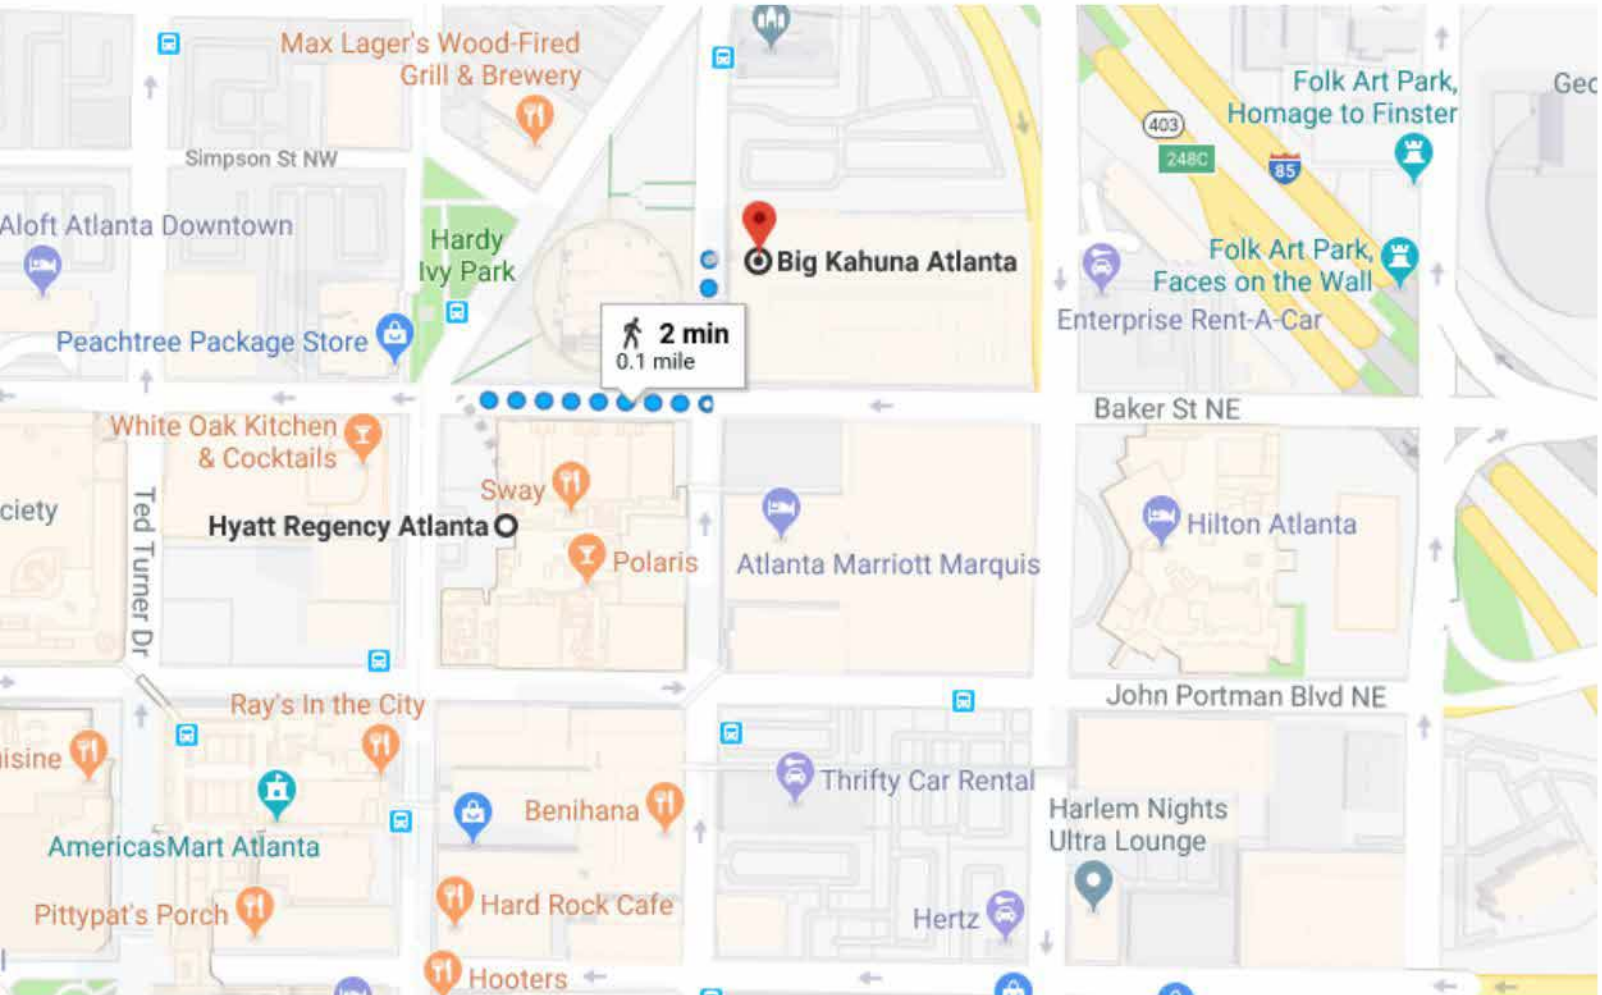 Max Lager's Wood-Fired
Grill & Brewery
Folk Art Park,
Homage to Finster
403
248C
85
Simpson St NW
Aloft Atlanta Downtown
Hardy
Ivy Park
Big Kahuna Atlanta
Folk Art Park,
Faces on the Wall
Enterprise Rent-A-Car
2 min
0.1 mile
Peachtree Package Store
Baker St NE
White Oak Kitchen
& Cocktails
Ted Turner Dr
ciety
Sway
Hyatt Regency Atlanta
Polaris
Atlanta Marriott Marquis
Hilton Atlanta
John Portman Blvd NE
Ray's In the City
isine
Thrifty Car Rental
Benihana
Harlem Nights
Ultra Lounge
AmericasMart Atlanta
Pittypat's Porch
Hard Rock Cafe
Hertz
Hooters